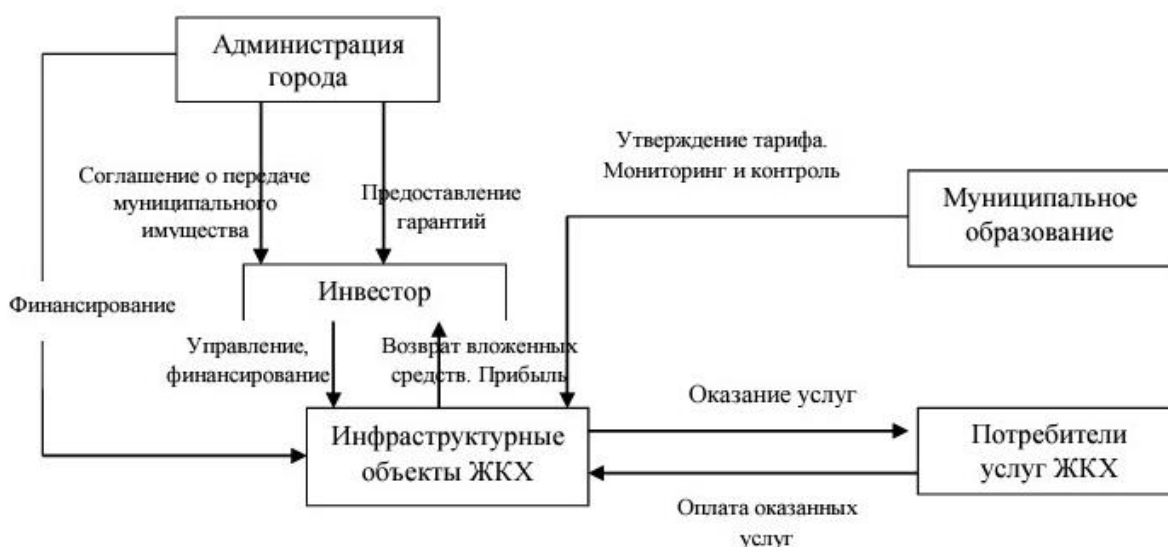 Администрация
города
Утверждение тарифа.
Мониторинг и контроль
Соглашение о передаче
муниципального
имущества
Предоставление
гарантий
Муниципальное
образование
Финансирование
Инвестор
Управление,
финансирование
Возврат вложенных
средств. Прибыль
Оказание услуг
Инфраструктурные
объекты ЖКХ
Потребители
услуг ЖКХ
Оплата оказанных
услуг